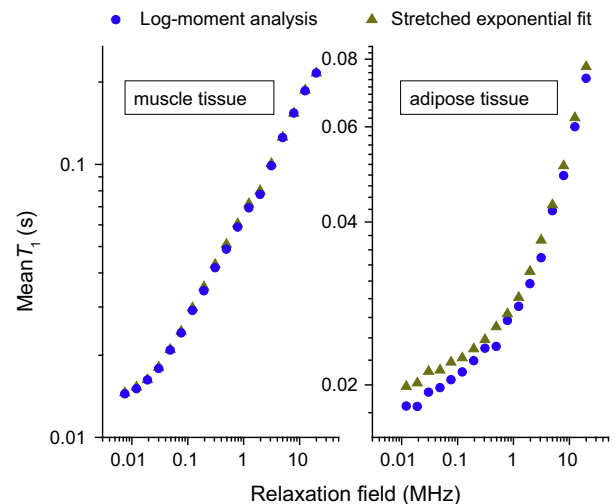 Log-moment analysis
Stretched exponential fit
muscle tissue
adipose tissue
Mean T1 (s)
0.1
0.01
0.08
0.06
0.04
0.02
0.01 0.1 1 10
0.01 0.1 1 10
Relaxation field (MHz)